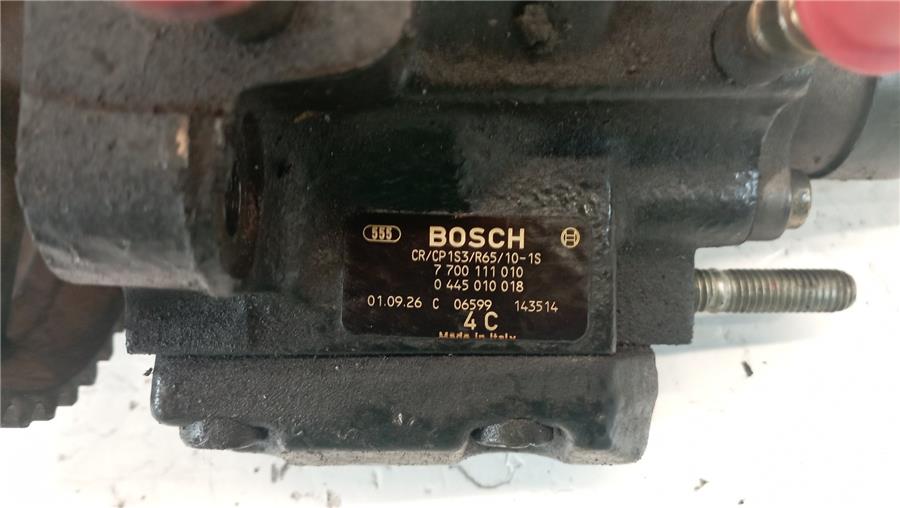 555 BOSCH
CR/CP1S3/R65/10-1S
7 700 111 010
0 445 010 018
01.09.26 C 06599 143514
4 C
Made in Italy